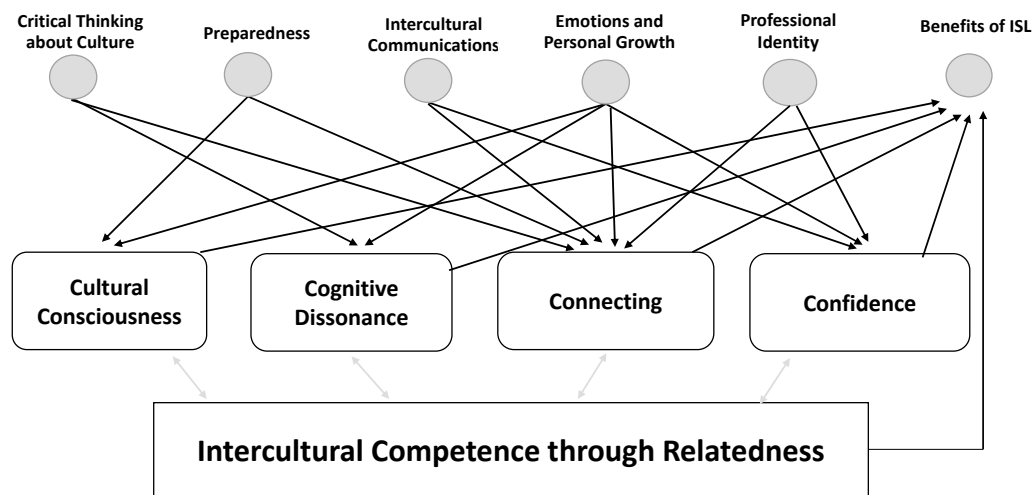 Critical Thinking
about Culture
Preparedness
Intercultural
Communications
Emotions and
Personal Growth
Professional
Identity
Benefits of ISL
Cultural
Consciousness
Cognitive
Dissonance
Connecting
Confidence
Intercultural Competence through Relatedness